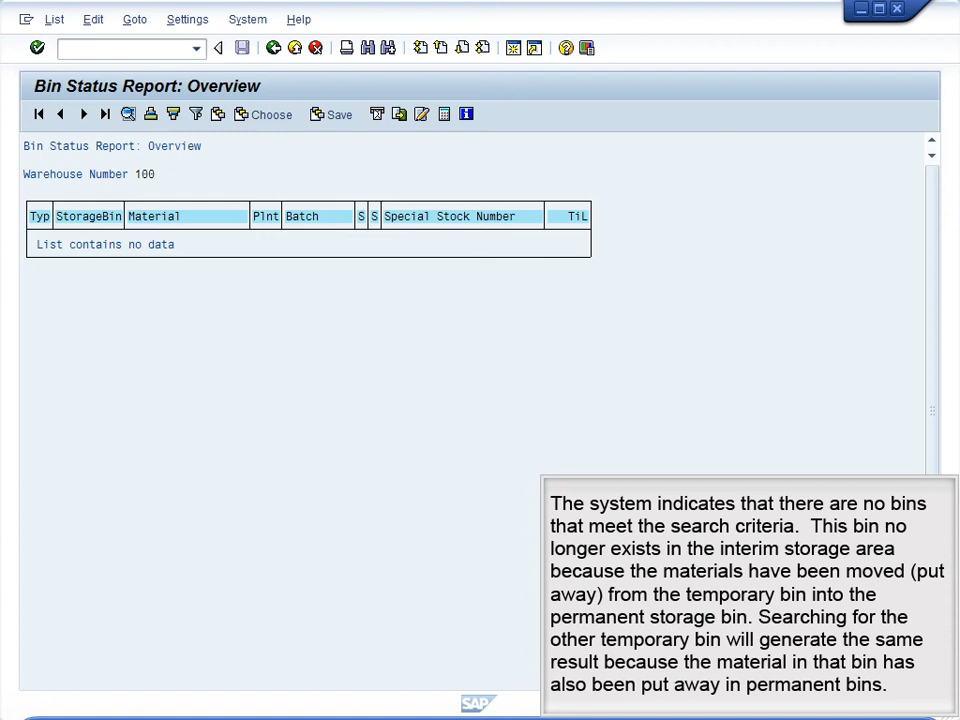 List Edit Goto Settings System Help
Bin Status Report: Overview
Choose Save
Bin Status Report: Overview
Warehouse Number 100
Typ StorageBin Material Plnt Batch S S Special Stock Number TiL
List contains no data
The system indicates that there are no bins
that meet the search criteria. This bin no
longer exists in the interim storage area
because the materials have been moved (put
away) from the temporary bin into the
permanent storage bin. Searching for the
other temporary bin will generate the same
result because the material in that bin has
also been put away in permanent bins.
SAP